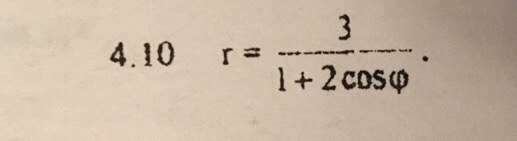 4.10 r = 3 / (1 + 2cosφ) .